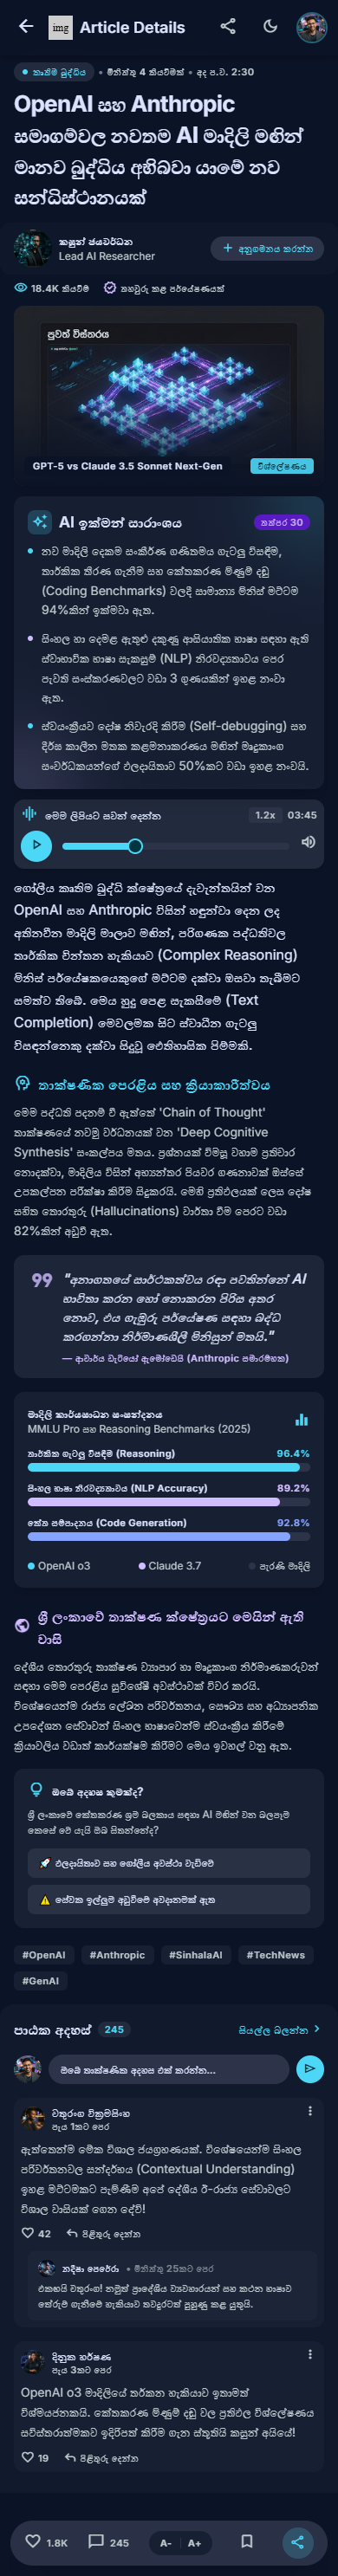 img Article Details
කෘතිම බුද්ධිය • මිනිත්තු 4 කියවීමක් • අද ප.ව. 2:30
OpenAI සහ Anthropic
සමාගම්වල නවතම AI මාදිලි මඟින්
මානව බුද්ධිය අභිබවා යාමේ නව
සන්ධිස්ථානයක්
කසුන් ජයවර්ධන
Lead AI Researcher
+ අනුගමනය කරන්න
18.4K කියවීම් තහවුරු කළ පර්යේෂණයක්
පුවත් විස්තරය
GPT-5 vs Claude 3.5 Sonnet Next-Gen
විශ්ලේෂණය
AI ඉක්මන් සාරාංශය
තත්පර 30
නව මාදිලි දෙකම සංකීර්ණ ගණිතමය ගැටලු විසඳීම,
තාර්කික තීරණ ගැනීම සහ කේතකරණ මිණුම් දඬු
(Coding Benchmarks) වලදී සාමාන්‍ය මිනිස් මට්ටම
94%කින් ඉක්මවා ඇත.
සිංහල හා දෙමළ ඇතුළු දකුණු ආසියාතික භාෂා සඳහා ඇති
ස්වාභාවික භාෂා සැකසුම් (NLP) නිරවද්‍යතාවය පෙර
පැවති සංස්කරණවලට වඩා 3 ගුණයකින් ඉහළ නංවා
ඇත.
ස්වයංක්‍රීයව දෝෂ නිවැරදි කිරීම (Self-debugging) සහ
දීර්ඝ කාලීන මතක කළමනාකරණය මඟින් මෘදුකාංග
සංවර්ධකයන්ගේ ඵලදායිතාව 50%කට වඩා ඉහළ නංවයි.
මෙම ලිපියට සවන් දෙන්න
1.2x 03:45
ගෝලීය කෘතිම බුද්ධි ක්ෂේත්‍රයේ දැවැන්තයින් වන
OpenAI සහ Anthropic විසින් හඳුන්වා දෙන ලද
අතිනවීන මාදිලි මාලාව මඟින්, පරිගණක පද්ධතිවල
තාර්කික චින්තන හැකියාව (Complex Reasoning)
මිනිස් පර්යේෂකයෙකුගේ මට්ටම දක්වා ඔසවා තැබීමට
සමත්ව තිබේ. මෙය හුදු පෙළ සැකසීමේ (Text
Completion) මෙවලමක සිට ස්වාධීන ගැටලු
විසඳන්නෙකු දක්වා සිදුවූ ඓතිහාසික පිම්මකි.
තාක්ෂණික පෙරළිය සහ ක්‍රියාකාරීත්වය
මෙම පද්ධති පදනම් වී ඇත්තේ 'Chain of Thought'
තාක්ෂණයේ නවමු වර්ධනයක් වන 'Deep Cognitive
Synthesis' සංකල්පය මතය. ප්‍රශ්නයක් විමසූ වහාම ප්‍රතිචාර
නොදක්වා, මාදිලිය විසින් අභ්‍යන්තර පියවර ගණනාවක් ඔස්සේ
උපකල්පන පරීක්ෂා කිරීම සිදුකරයි. මෙහි ප්‍රතිඵලයක් ලෙස දෝෂ
සහිත තොරතුරු (Hallucinations) වාර්තා වීම පෙරට වඩා
82%කින් අඩුවී ඇත.
"අනාගතයේ සාර්ථකත්වය රඳා පවතින්නේ AI
භාවිතා කරන හෝ නොකරන පිරිස අතර
නොව, එය ගැඹුරු පර්යේෂණ සඳහා බද්ධ
කරගන්නා නිර්මාණශීලී මිනිසුන් මතයි."
— ආචාර්ය ඩැරියෝ ඇමෝඩෙයි (Anthropic සමාරම්භක)
මාදිලි කාර්යසාධන සංසන්දනය
MMLU Pro සහ Reasoning Benchmarks (2025)
තාර්කික ගැටලු විසඳීම (Reasoning) 96.4%
සිංහල භාෂා නිරවද්‍යතාවය (NLP Accuracy) 89.2%
කේත සම්පාදනය (Code Generation) 92.8%
OpenAI o3 Claude 3.7 පැරණි මාදිලි
ශ්‍රී ලංකාවේ තාක්ෂණ ක්ෂේත්‍රයට මෙයින් ඇති
වාසි
දේශීය තොරතුරු තාක්ෂණ ව්‍යාපාර හා මෘදුකාංග නිර්මාණකරුවන්
සඳහා මෙම පෙරළිය සුවිශේෂී අවස්ථාවක් විවර කරයි.
විශේෂයෙන්ම රාජ්‍ය ලේඛන පරිවර්තනය, සෞඛ්‍ය සහ අධ්‍යාපනික
උපදේශන සේවාවන් සිංහල භාෂාවෙන්ම ස්වයංක්‍රීය කිරීමේ
ක්‍රියාවලිය වඩාත් කාර්යක්ෂම කිරීමට මෙය ඉවහල් වනු ඇත.
ඔබේ අදහස කුමක්ද?
ශ්‍රී ලංකාවේ කේතකරණ ශ්‍රම බලකාය සඳහා AI මඟින් වන බලපෑම
කෙසේ වේ යැයි ඔබ සිතන්නේද?
🚀 ඵලදායිතාව සහ ගෝලීය අවස්ථා වැඩිවේ
⚠️ සේවක ඉල්ලුම අඩුවීමේ අවදානමක් ඇත
#OpenAI #Anthropic #SinhalaAI #TechNews
#GenAI
පාඨක අදහස් 245 සියල්ල බලන්න
ඔබේ තාක්ෂණික අදහස එක් කරන්න...
චතුරංග වික්‍රමසිංහ
පැය 1කට පෙර
ඇත්තෙන්ම මේක විශාල ජයග්‍රහණයක්. විශේෂයෙන්ම සිංහල
පරිවර්තනවල සන්දර්භය (Contextual Understanding)
ඉහළ මට්ටමකට පැමිණීම අපේ දේශීය ඊ-රාජ්‍ය සේවාවලට
විශාල වාසියක් ගෙන දේවි!
42 පිළිතුරු දෙන්න
නදීෂා පෙරේරා • මිනිත්තු 25කට පෙර
එකඟයි චතුරංග! නමුත් ප්‍රාදේශීය ව්‍යවහාරයන් සහ කථන භාෂාව
තේරුම් ගැනීමේ හැකියාව තවදුරටත් පුහුණු කළ යුතුයි.
දිනුක හර්ෂණ
පැය 3කට පෙර
OpenAI o3 මාදිලියේ තර්කන හැකියාව ඉතාමත්
විශ්මයජනකයි. කේතකරණ මිණුම් දඬු වල ප්‍රතිඵල විශ්ලේෂණය
සවිස්තරාත්මකව ඉදිරිපත් කිරීම ගැන ස්තූතියි කසුන් අයියේ!
19 පිළිතුරු දෙන්න
1.8K 245 A- A+